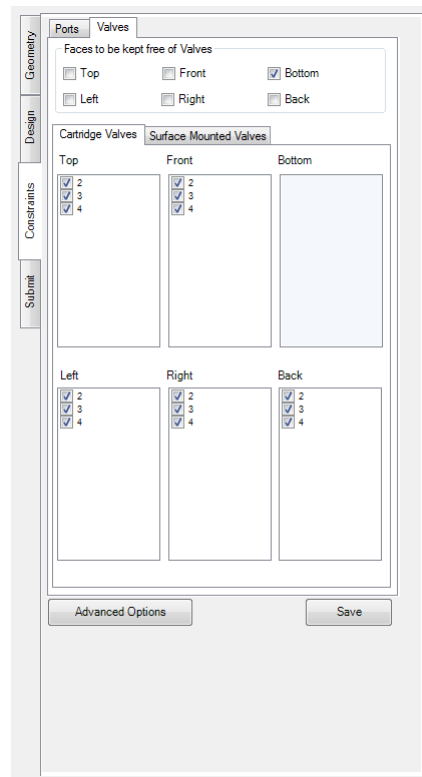 Geometry
Design
Constraints
Submit
Ports Valves
Faces to be kept free of Valves
Top Front Bottom
Left Right Back
Cartridge Valves Surface Mounted Valves
Top Front Bottom
2 2
3 3
4 4
Left Right Back
2 2 2
3 3 3
4 4 4
Advanced Options Save